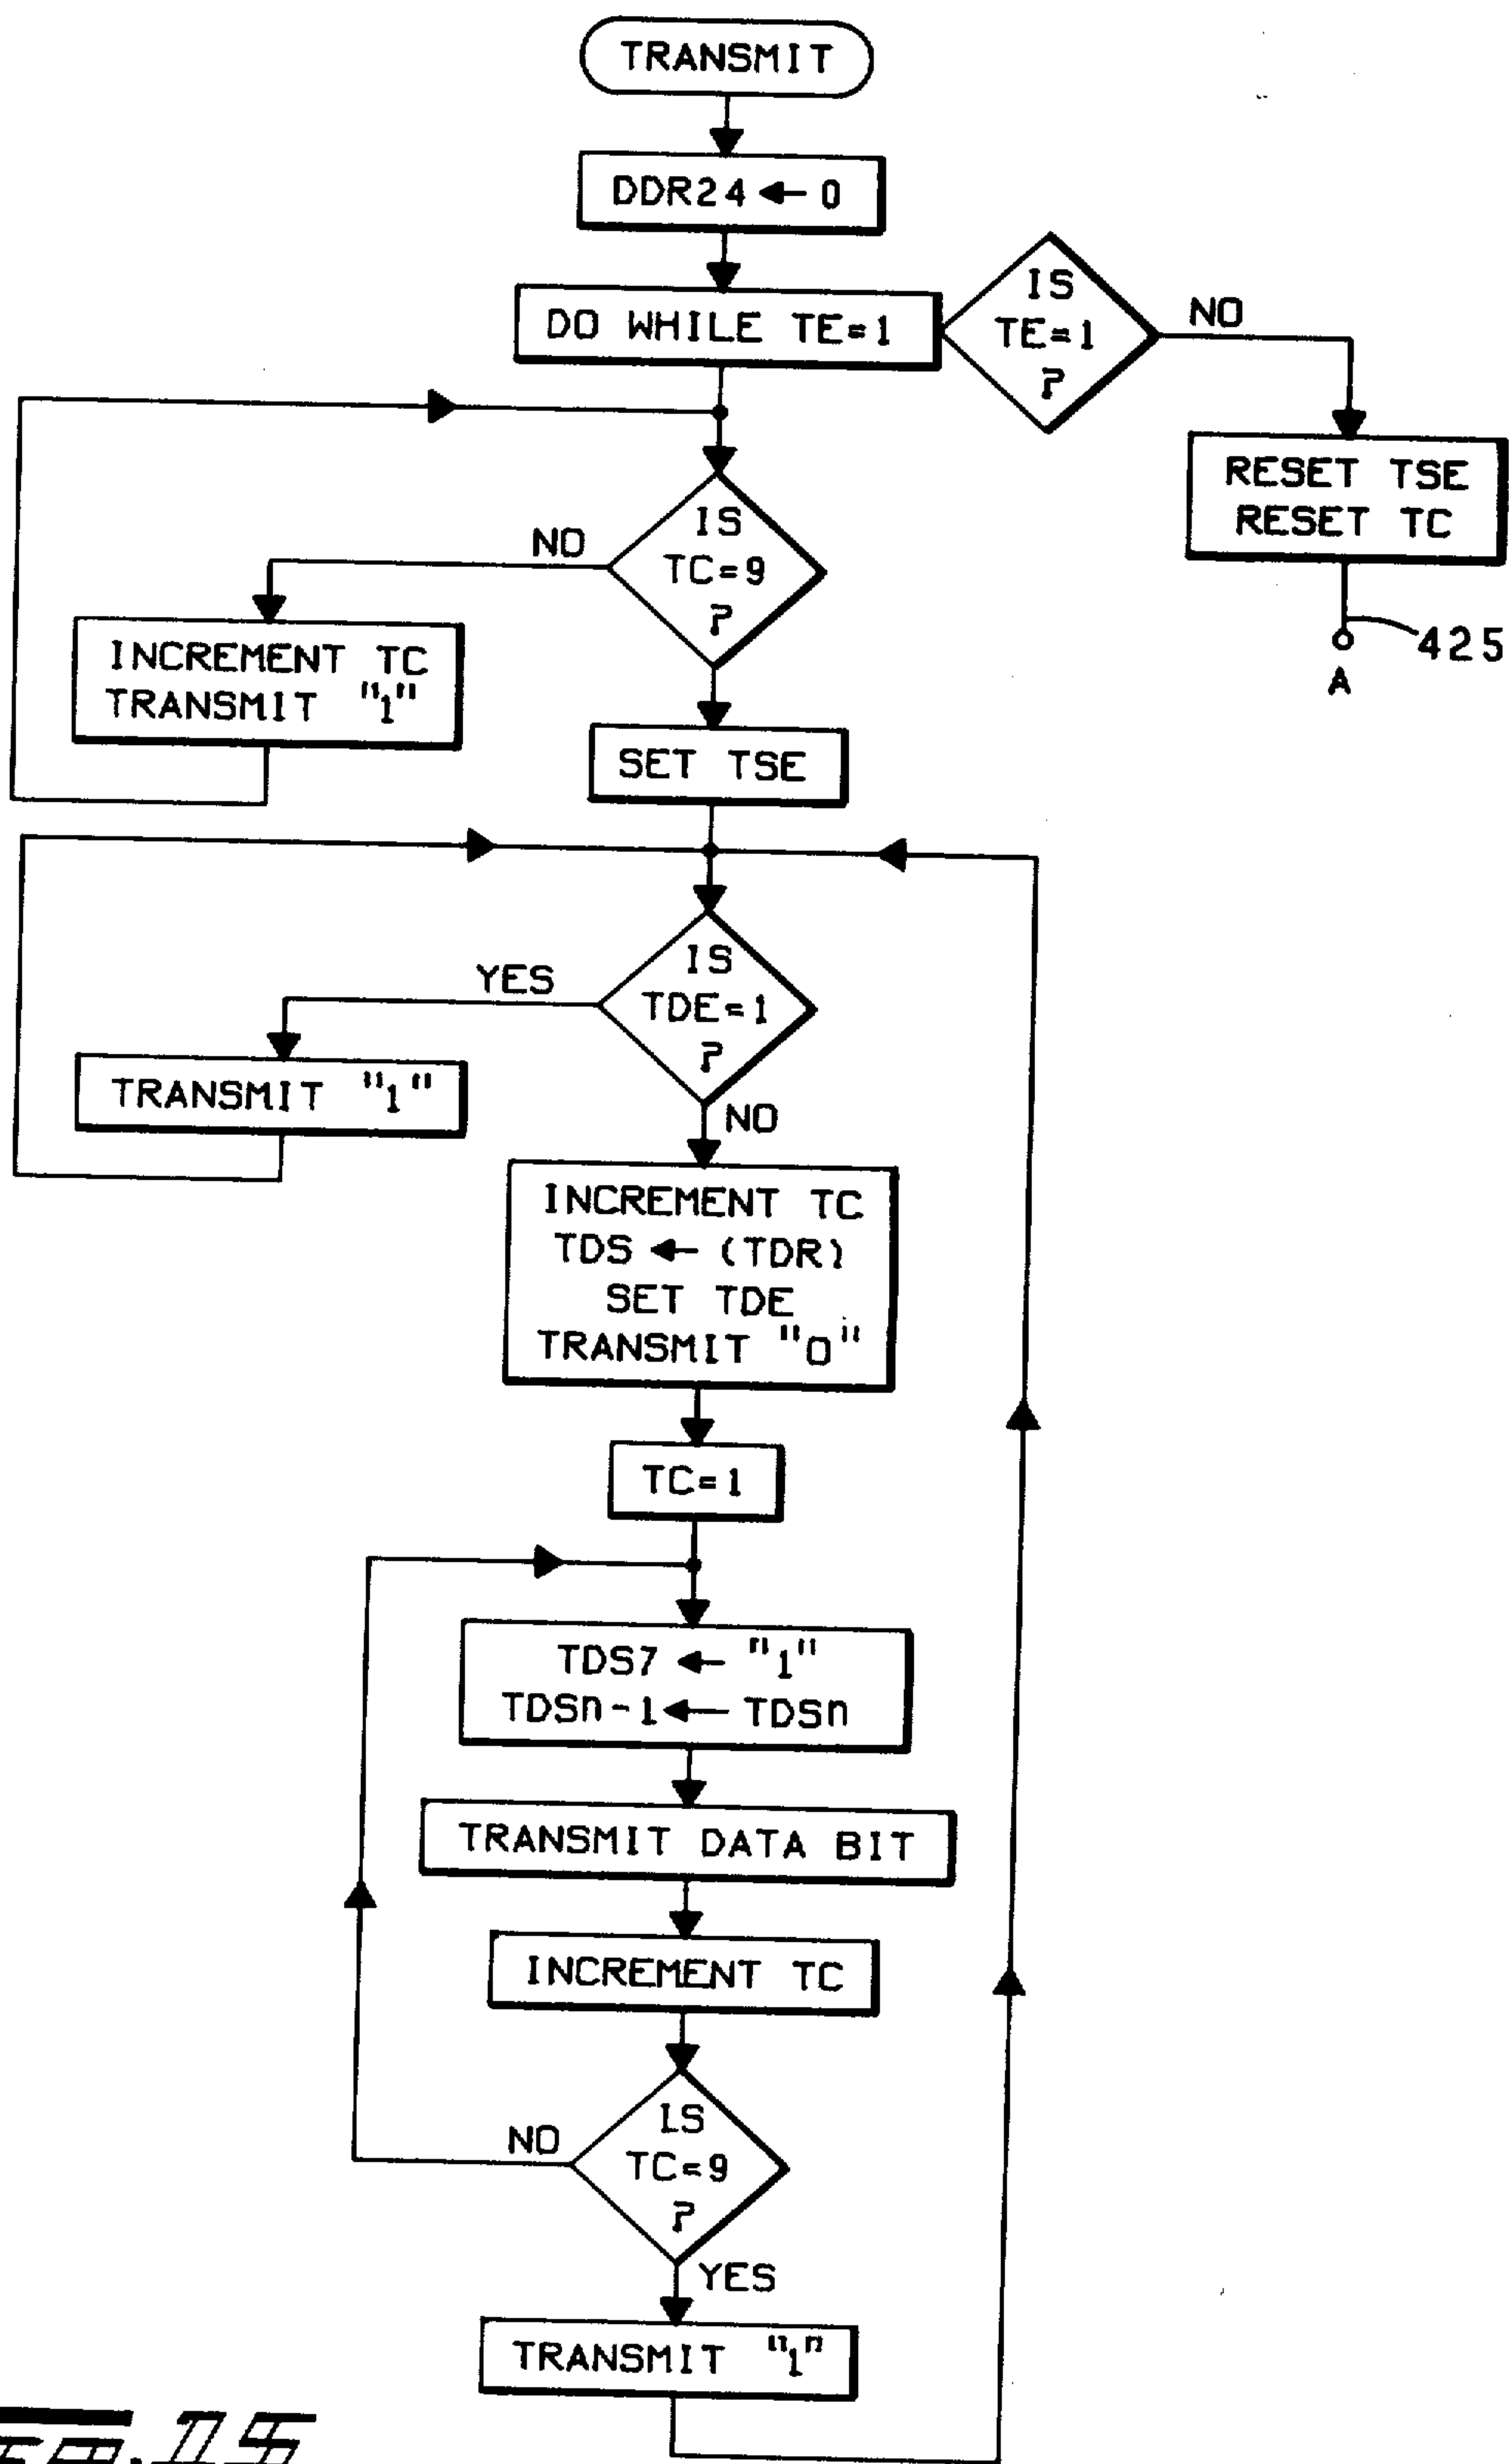 TRANSMIT
DDR24 ← 0
DO WHILE TE=1
IS
TE=1
?
NO
RESET TSE
RESET TC
425
A
IS
TC=9
?
NO
INCREMENT TC
TRANSMIT "1"
SET TSE
IS
TDE=1
?
YES
TRANSMIT "1"
NO
INCREMENT TC
TDS ← (TDR)
SET TDE
TRANSMIT "0"
TC=1
TDS7 ← "1"
TDSn-1 ← TDSn
TRANSMIT DATA BIT
INCREMENT TC
IS
TC=9
?
NO
YES
TRANSMIT "1"